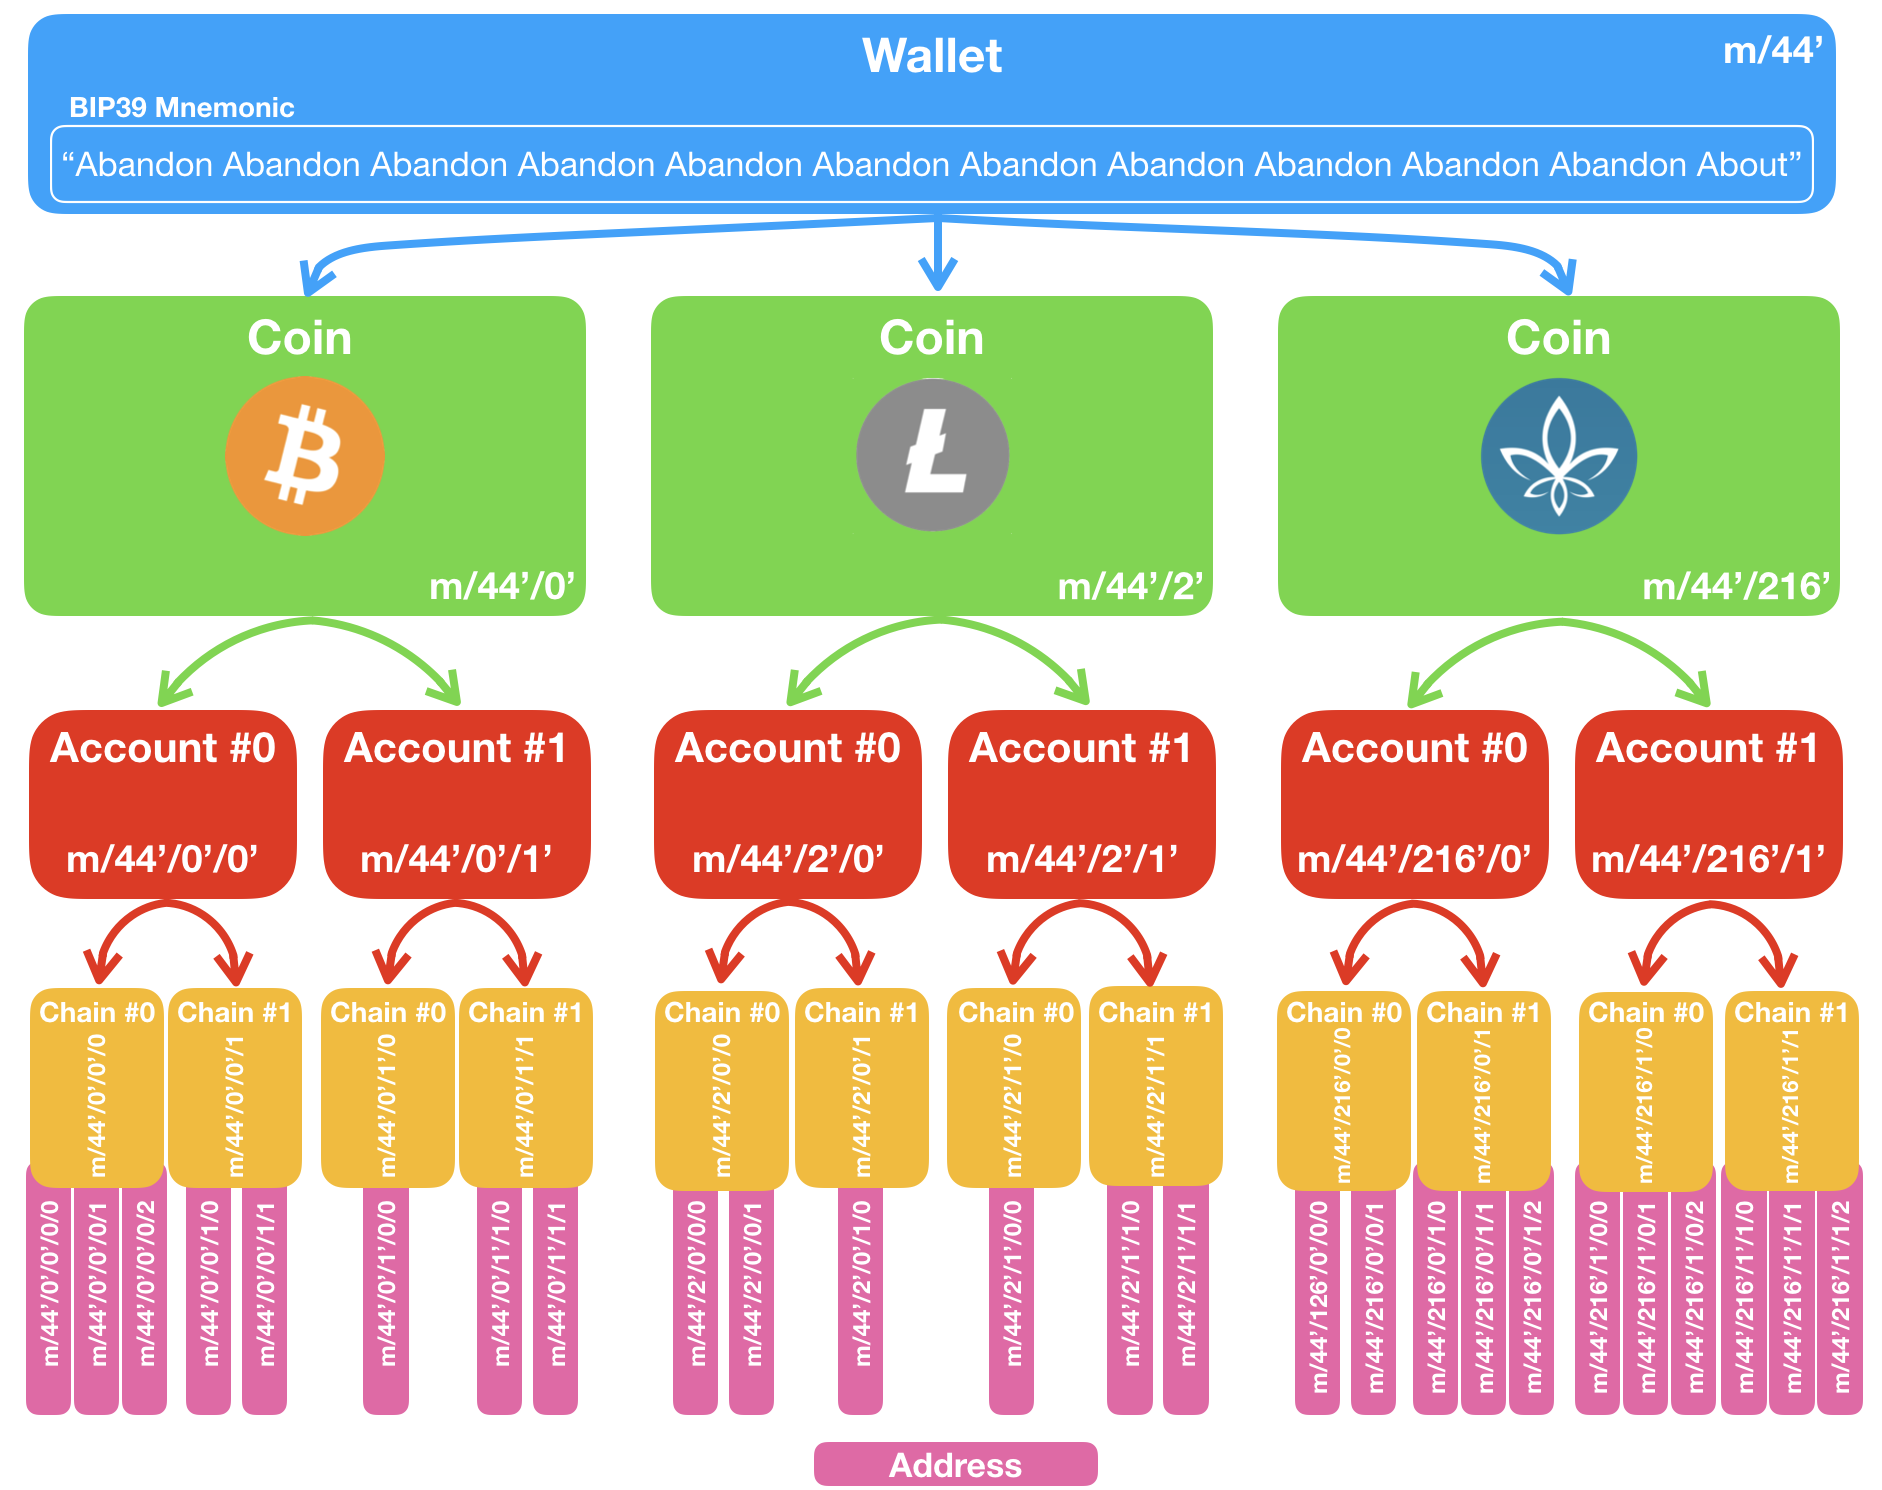 Wallet
m/44’
BIP39 Mnemonic
“Abandon Abandon Abandon Abandon Abandon Abandon Abandon Abandon Abandon Abandon Abandon About”
Coin
m/44’/0’
Coin
m/44’/2’
Coin
m/44’/216’
Account #0
m/44’/0’/0’
Account #1
m/44’/0’/1’
Account #0
m/44’/2’/0’
Account #1
m/44’/2’/1’
Account #0
m/44’/216’/0’
Account #1
m/44’/216’/1’
Chain #0
m/44’/0’/0’/0
Chain #1
m/44’/0’/0’/1
Chain #0
m/44’/0’/1’/0
Chain #1
m/44’/0’/1’/1
Chain #0
m/44’/2’/0’/0
Chain #1
m/44’/2’/0’/1
Chain #0
m/44’/2’/1’/0
Chain #1
m/44’/2’/1’/1
Chain #0
m/44’/216’/0’/0
Chain #1
m/44’/216’/0’/1
Chain #0
m/44’/216’/1’/0
Chain #1
m/44’/216’/1’/1
m/44’/0’/0’/0/0
m/44’/0’/0’/0/1
m/44’/0’/0’/0/2
m/44’/0’/0’/1/0
m/44’/0’/0’/1/1
m/44’/0’/1’/0/0
m/44’/0’/1’/1/0
m/44’/0’/1’/1/1
m/44’/2’/0’/0/0
m/44’/2’/0’/0/1
m/44’/2’/0’/1/0
m/44’/2’/1’/0/0
m/44’/2’/1’/1/0
m/44’/2’/1’/1/1
m/44’/126’/0’/0/0
m/44’/216’/0’/0/1
m/44’/216’/0’/1/0
m/44’/216’/0’/1/1
m/44’/216’/0’/1/2
m/44’/216’/1’/0/0
m/44’/216’/1’/0/1
m/44’/216’/1’/0/2
m/44’/216’/1’/1/0
m/44’/216’/1’/1/1
m/44’/216’/1’/1/2
Address